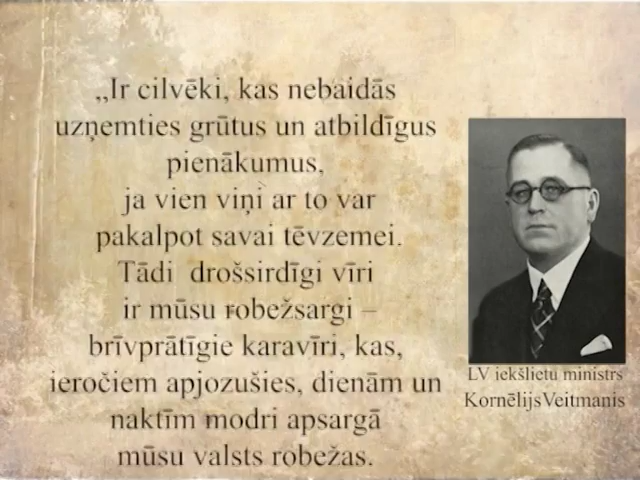 „Ir cilvēki, kas nebaidās
uzņemties grūtus un atbildīgus
pienākumus,
ja vien viņi ar to var
pakalpot savai tēvzemei.
Tādi drošsirdīgi vīri
ir mūsu robežsargi –
brīvprātīgie karavīri, kas,
ieročiem apjozušies, dienām un
naktīm modri apsargā
mūsu valsts robežas.
LV iekšlietu ministrs
KornēlijsVeitmanis